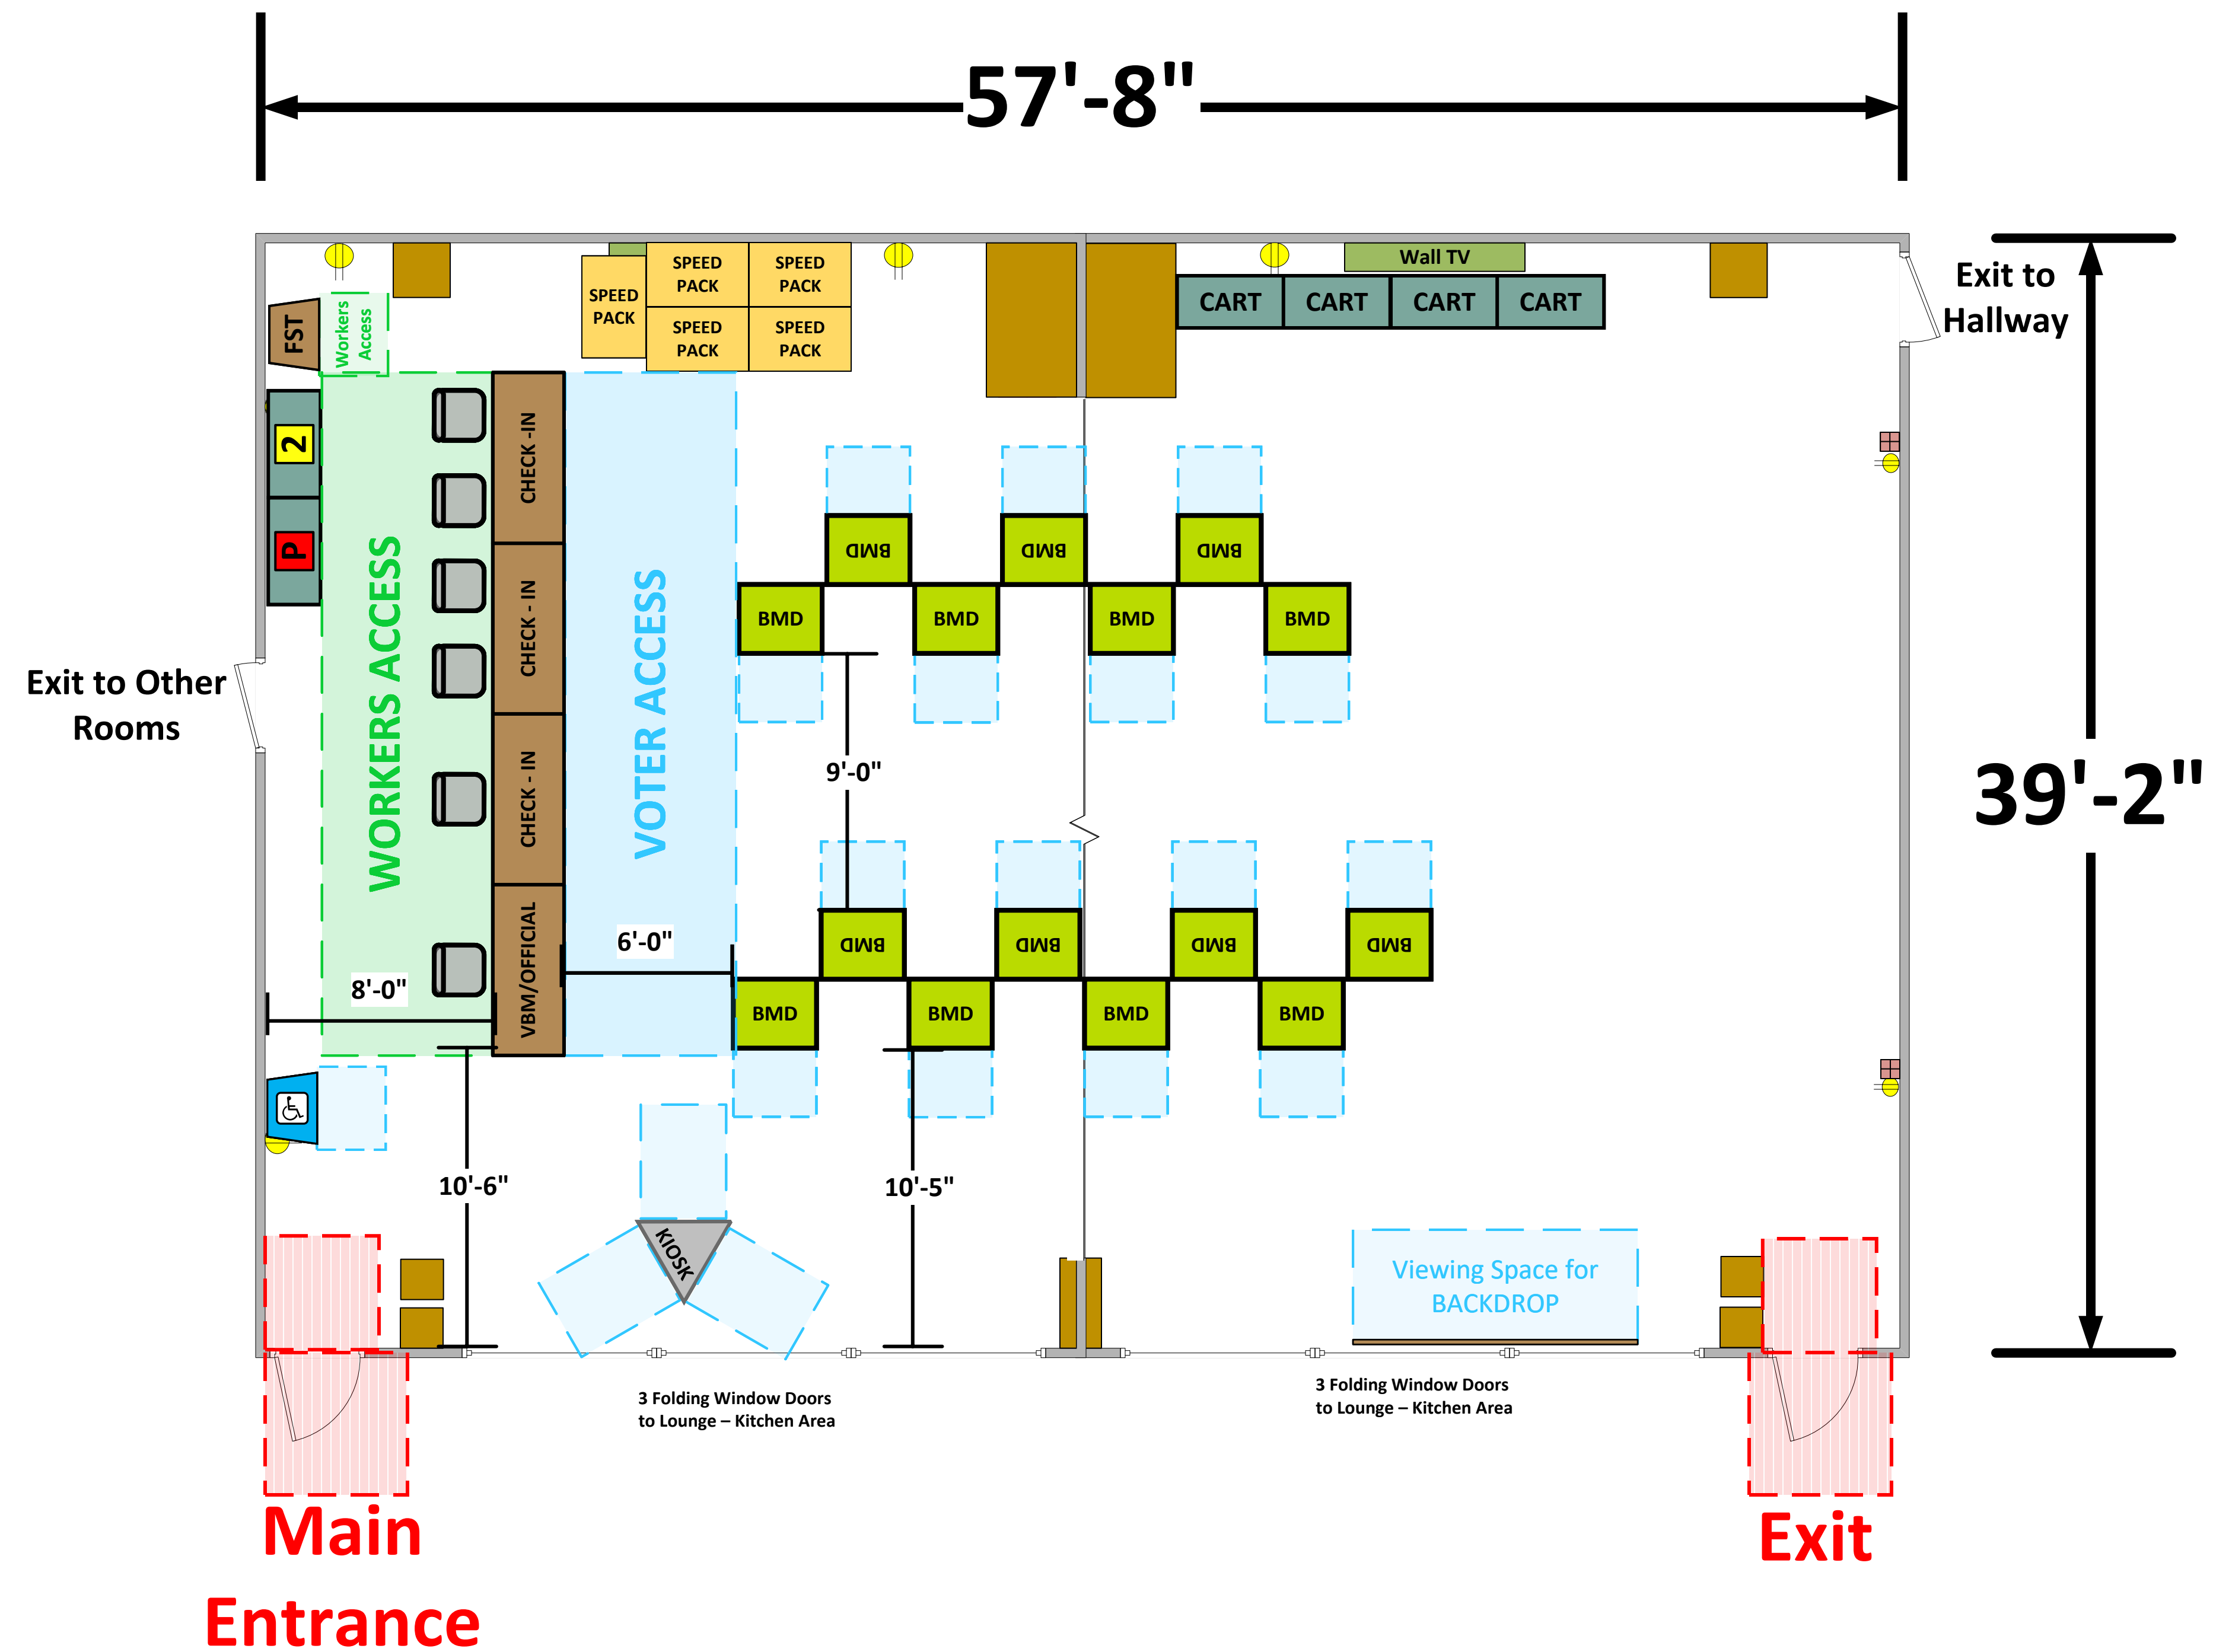 57'-8"
Exit to
Hallway
39'-2"
Wall TV
CART
CART
CART
CART
SPEED
PACK
SPEED
PACK
SPEED
PACK
SPEED
PACK
SPEED
PACK
FST
Workers
Access
2
P
Exit to Other
Rooms
WORKERS ACCESS
CHECK -IN
CHECK - IN
CHECK - IN
VBM/OFFICIAL
VOTER ACCESS
BMD
BMD
BMD
BMD
BMD
BMD
BMD
9'-0"
6'-0"
8'-0"
BMD
BMD
BMD
BMD
BMD
BMD
BMD
BMD
10'-6"
10'-5"
KIOSK
Viewing Space for
BACKDROP
3 Folding Window Doors
to Lounge – Kitchen Area
3 Folding Window Doors
to Lounge – Kitchen Area
Main
Entrance
Exit